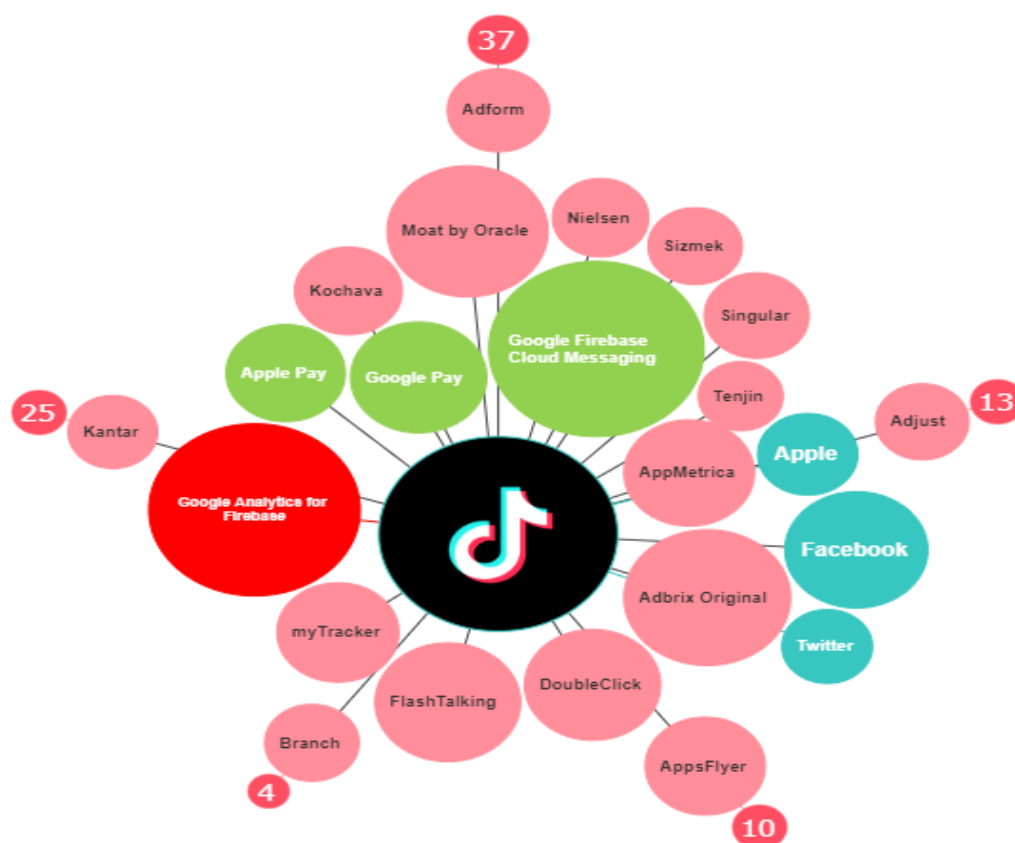 37
Adform
Moat by Oracle
Nielsen
Sizmek
Kochava
Singular
Google Firebase
Cloud Messaging
Apple Pay
Google Pay
Tenjin
25
Kantar
13
Adjust
Apple
AppMetrica
Google Analytics for
Firebase
Facebook
Adbrix Original
myTracker
Twitter
DoubleClick
FlashTalking
Branch
AppsFlyer
4
10